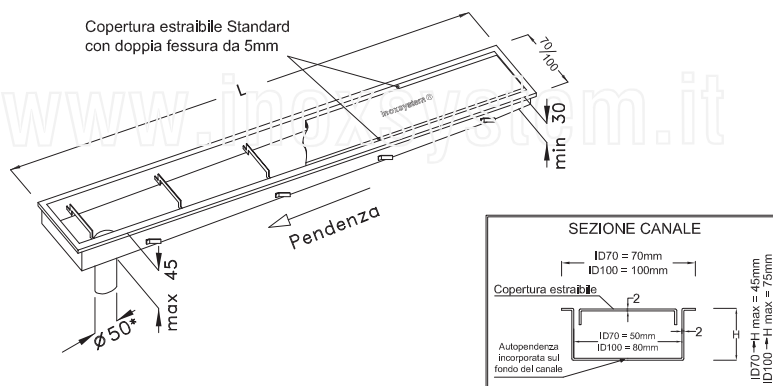 Copertura estraibile Standard
con doppia fessura da 5mm
70/100
L
www.inoxsystem.it
inoxsystem®
min 30
Pendenza
max 45
Ø50*
SEZIONE CANALE
ID70 = 70mm
ID100 = 100mm
Copertura estraibile
2
2
H
ID70 = 50mm
ID100 = 80mm
Autopendenza
incorporata sul
fondo del canale
ID70→H max = 45mm
ID100→H max = 75mm